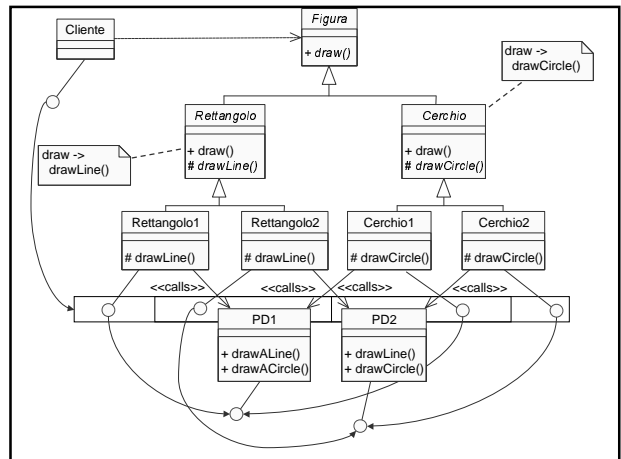 Figura
+ draw()
Cliente
draw ->
drawCircle()
Rettangolo
+ draw()
# drawLine()
Cerchio
+ draw()
# drawCircle()
draw ->
drawLine()
Rettangolo1
# drawLine()
Rettangolo2
# drawLine()
Cerchio1
# drawCircle()
Cerchio2
# drawCircle()
<<calls>>
<<calls>>
<<calls>>
<<calls>>
PD1
+ drawALine()
+ drawACircle()
PD2
+ drawLine()
+ drawCircle()